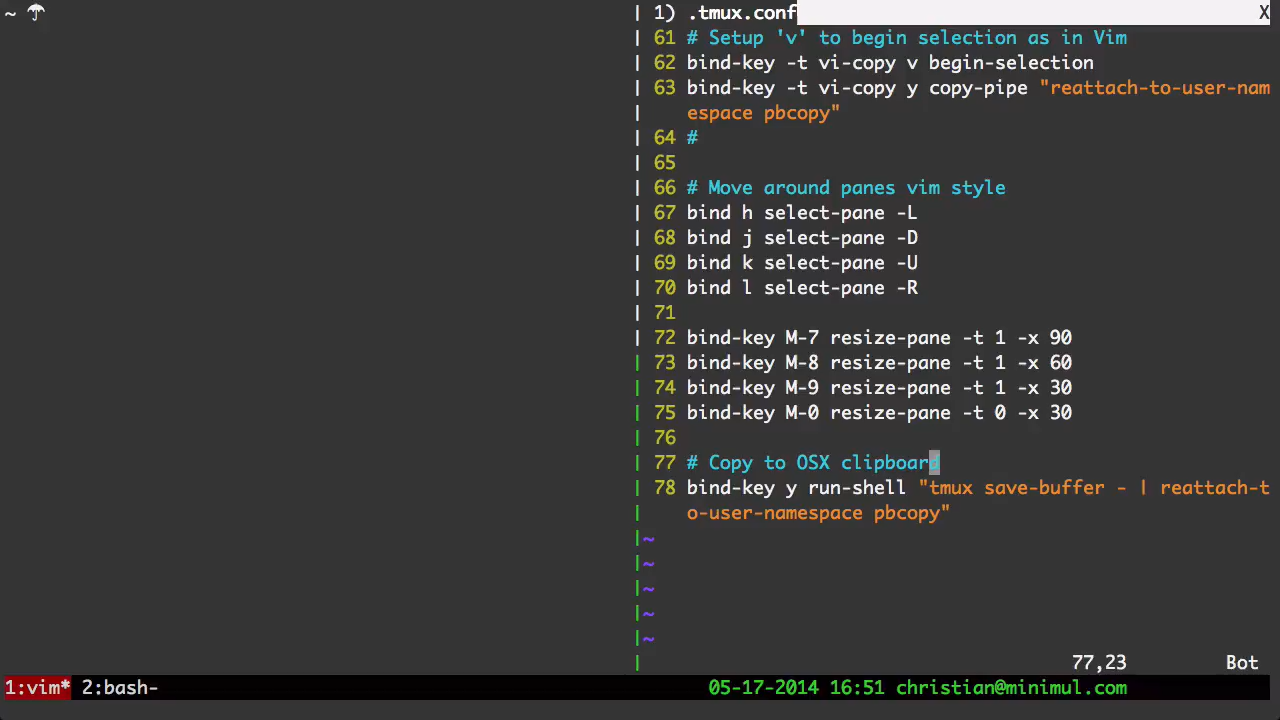 ~ ☂
1) .tmux.conf X
61 # Setup 'v' to begin selection as in Vim
62 bind-key -t vi-copy v begin-selection
63 bind-key -t vi-copy y copy-pipe "reattach-to-user-nam
espace pbcopy"
64 #
65
66 # Move around panes vim style
67 bind h select-pane -L
68 bind j select-pane -D
69 bind k select-pane -U
70 bind l select-pane -R
71
72 bind-key M-7 resize-pane -t 1 -x 90
73 bind-key M-8 resize-pane -t 1 -x 60
74 bind-key M-9 resize-pane -t 1 -x 30
75 bind-key M-0 resize-pane -t 0 -x 30
76
77 # Copy to OSX clipboard
78 bind-key y run-shell "tmux save-buffer - | reattach-t
o-user-namespace pbcopy"
~
~
~
~
~
77,23 Bot
1:vim* 2:bash- 05-17-2014 16:51 christian@minimul.com